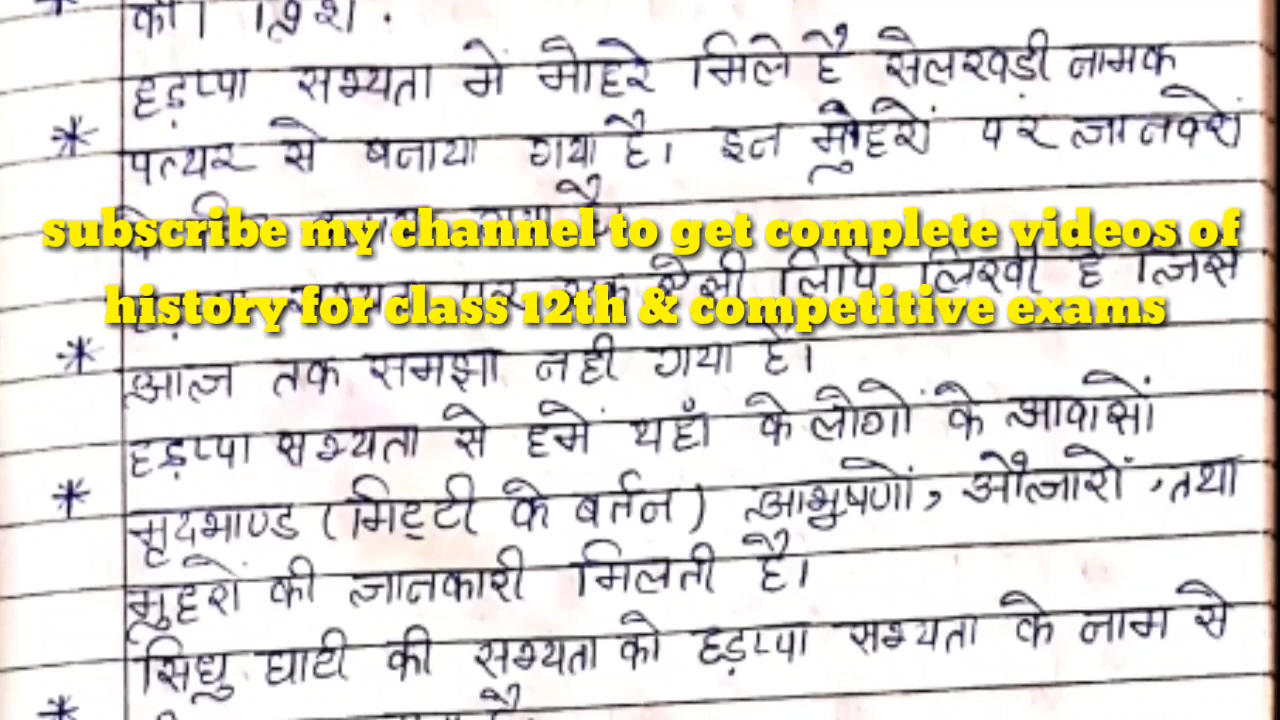 हड़प्पा सभ्यता में मोहरे मिले है सेलखड़ी नामक
* पत्थर से बनाया गया है। इन मुहरों पर जानवरों
subscribe my channel to get complete videos of
लिपि लिखी है जिसे
history for class 12th & competitive exams
* आज तक समझा नही गया है।
हड़प्पा सभ्यता से हमें यहाँ के लोगों के आवासों
* मृदभाण्ड (मिट्टी के बर्तन) आभुषणों, औजारों, तथा
मुहरों की जानकारी मिलती है।
सिधु घाटी की सभ्यता को हड़प्पा सभ्यता के नाम से
*